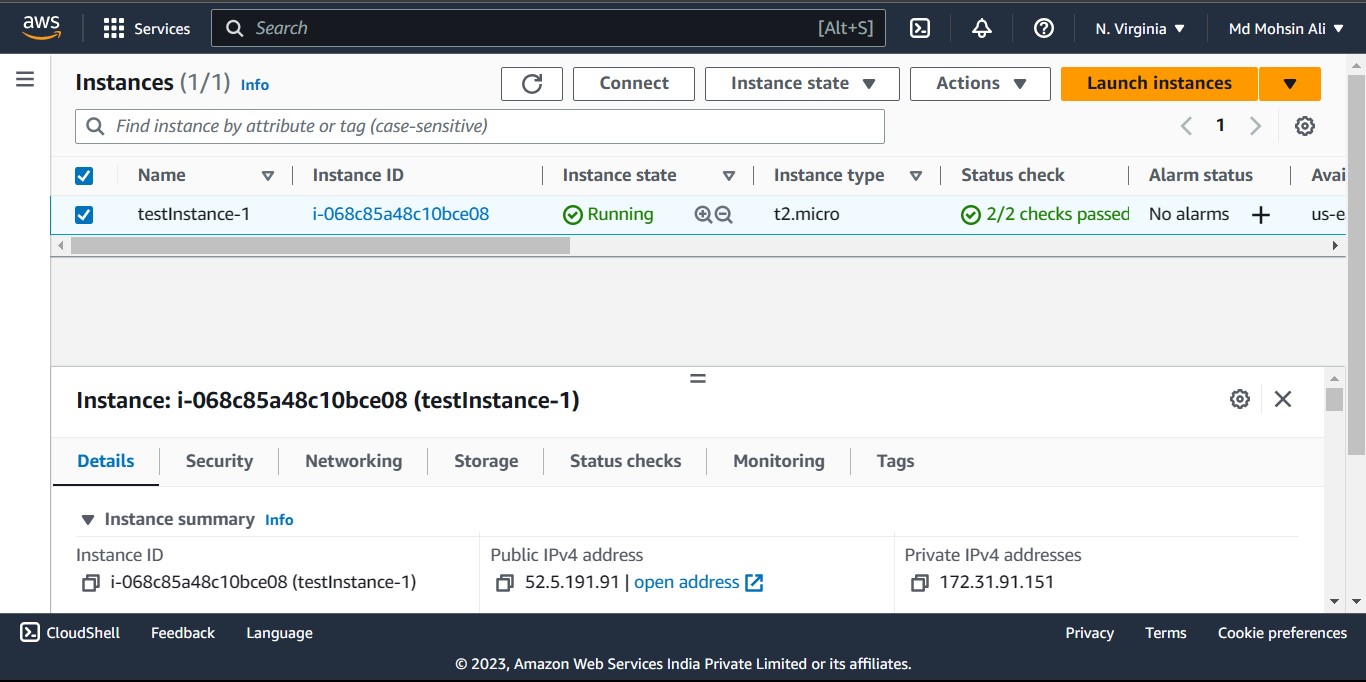 aws Services Search [Alt+S] N. Virginia Md Mohsin Ali
Instances (1/1) Info Connect Instance state Actions Launch instances
Find instance by attribute or tag (case-sensitive) 1
Name Instance ID Instance state Instance type Status check Alarm status Avai
testInstance-1 i-068c85a48c10bce08 Running t2.micro 2/2 checks passed No alarms + us-e
Instance: i-068c85a48c10bce08 (testInstance-1)
Details Security Networking Storage Status checks Monitoring Tags
Instance summary Info
Instance ID Public IPv4 address Private IPv4 addresses
i-068c85a48c10bce08 (testInstance-1) 52.5.191.91 | open address 172.31.91.151
CloudShell Feedback Language Privacy Terms Cookie preferences
© 2023, Amazon Web Services India Private Limited or its affiliates.